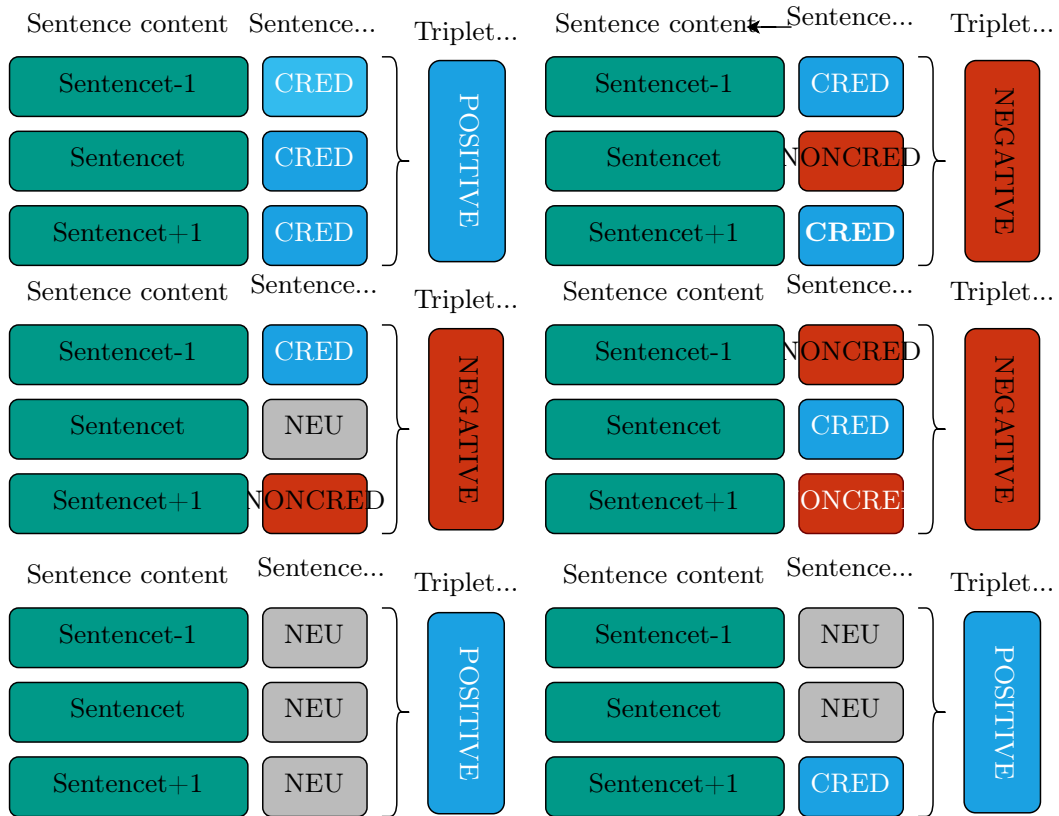 Sentence content Sentence... Triplet...
Sentencet-1 CRED
Sentencet CRED
Sentencet+1 CRED
POSITIVE
Sentence content Sentence... Triplet...
Sentencet-1 CRED
Sentencet NONCRED
Sentencet+1 CRED
NEGATIVE
Sentence content Sentence... Triplet...
Sentencet-1 CRED
Sentencet NEU
Sentencet+1 NONCRED
NEGATIVE
Sentence content Sentence... Triplet...
Sentencet-1 NONCRED
Sentencet CRED
Sentencet+1 NONCRED
NEGATIVE
Sentence content Sentence... Triplet...
Sentencet-1 NEU
Sentencet NEU
Sentencet+1 NEU
POSITIVE
Sentence content Sentence... Triplet...
Sentencet-1 NEU
Sentencet NEU
Sentencet+1 CRED
POSITIVE